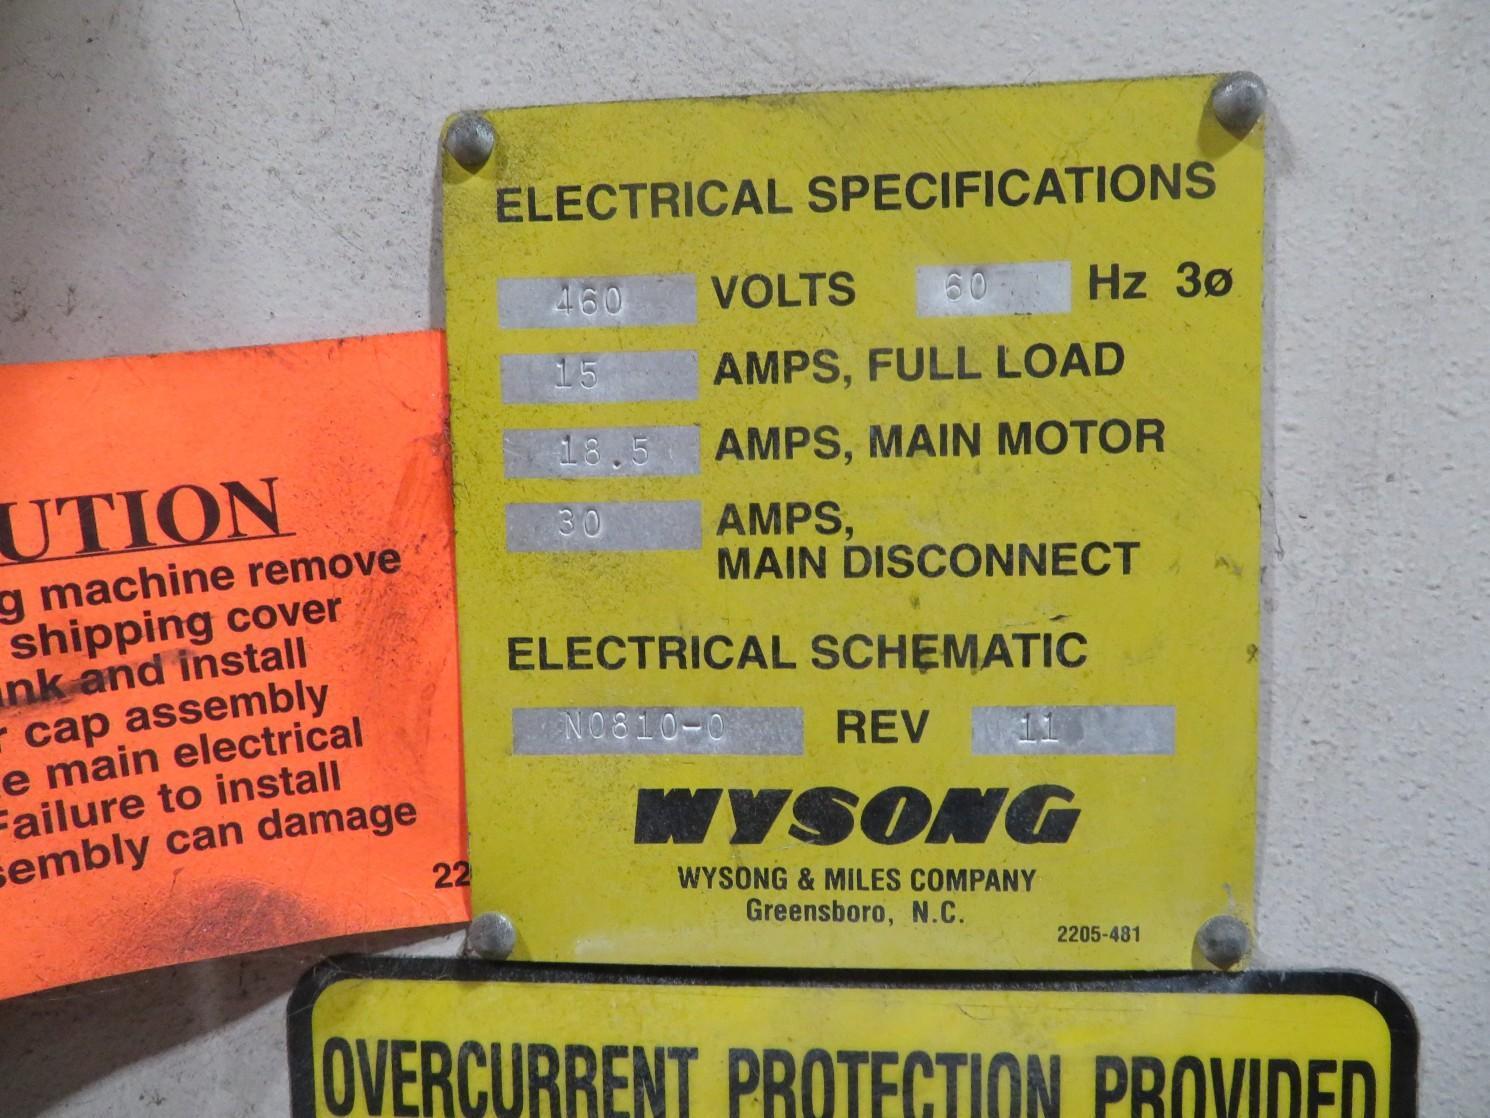 ELECTRICAL SPECIFICATIONS
460 VOLTS 60 Hz 3ø
15 AMPS, FULL LOAD
18.5 AMPS, MAIN MOTOR
30 AMPS,
MAIN DISCONNECT
ELECTRICAL SCHEMATIC
N0810-0 REV 11
WYSONG
WYSONG & MILES COMPANY
Greensboro, N.C.
2205-481
UTION
g machine remove
shipping cover
ank and install
r cap assembly
e main electrical
Failure to install
sembly can damage
22
OVERCURRENT PROTECTION PROVIDED